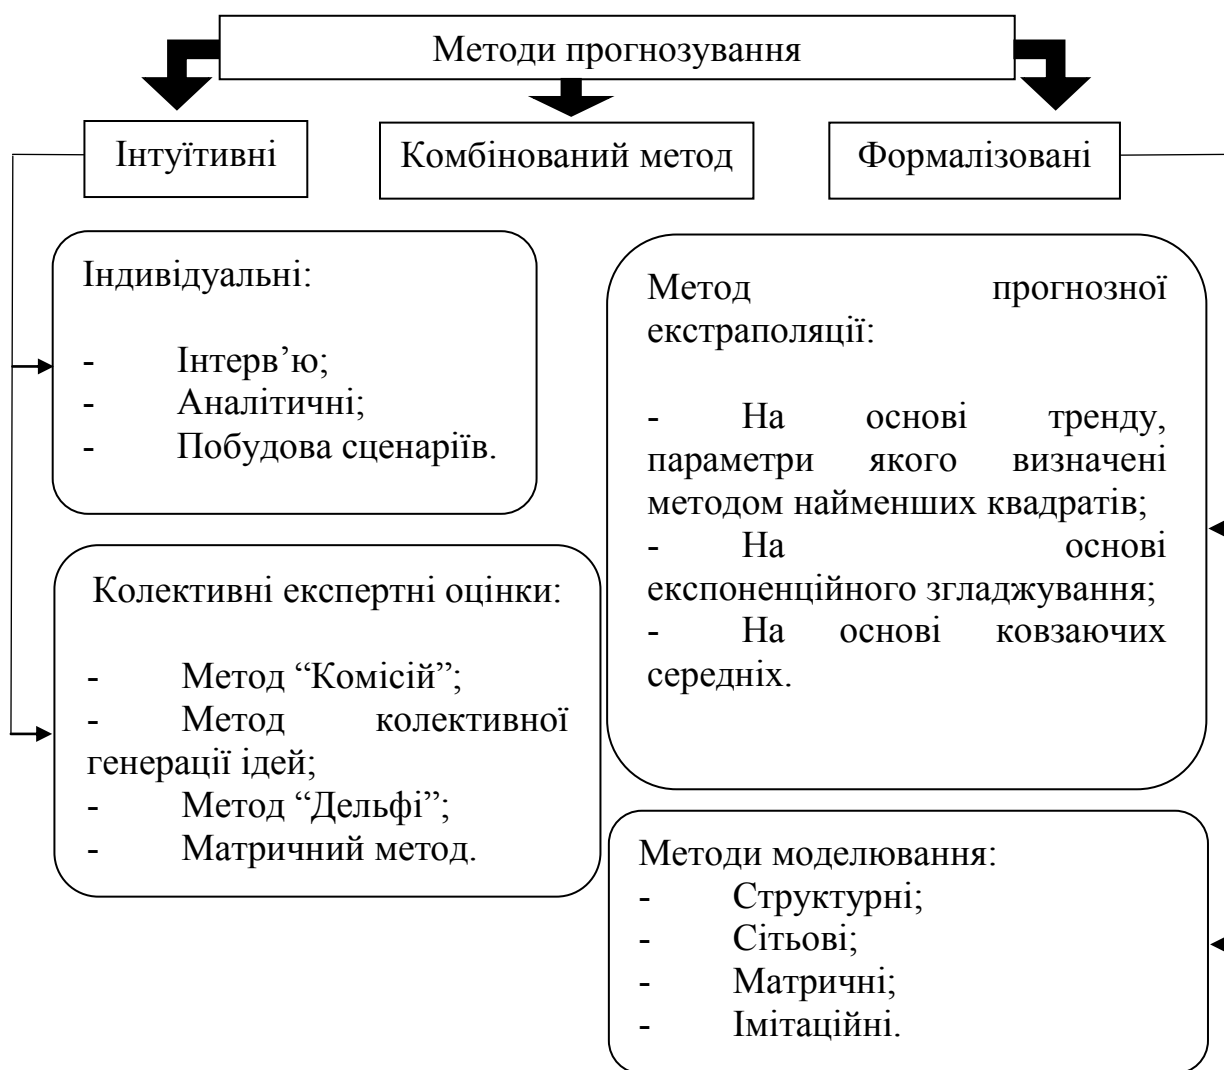 Методи прогнозування
Інтуїтивні
Комбінований метод
Формалізовані
Індивідуальні:
- Інтерв’ю;
- Аналітичні;
- Побудова сценаріїв.
Колективні експертні оцінки:
- Метод “Комісій”;
- Метод колективної
генерації ідей;
- Метод “Дельфі”;
- Матричний метод.
Метод прогнозної
екстраполяції:
- На основі тренду,
параметри якого визначені
методом найменших квадратів;
- На основі
експоненційного згладжування;
- На основі ковзаючих
середніх.
Методи моделювання:
- Структурні;
- Сітьові;
- Матричні;
- Імітаційні.